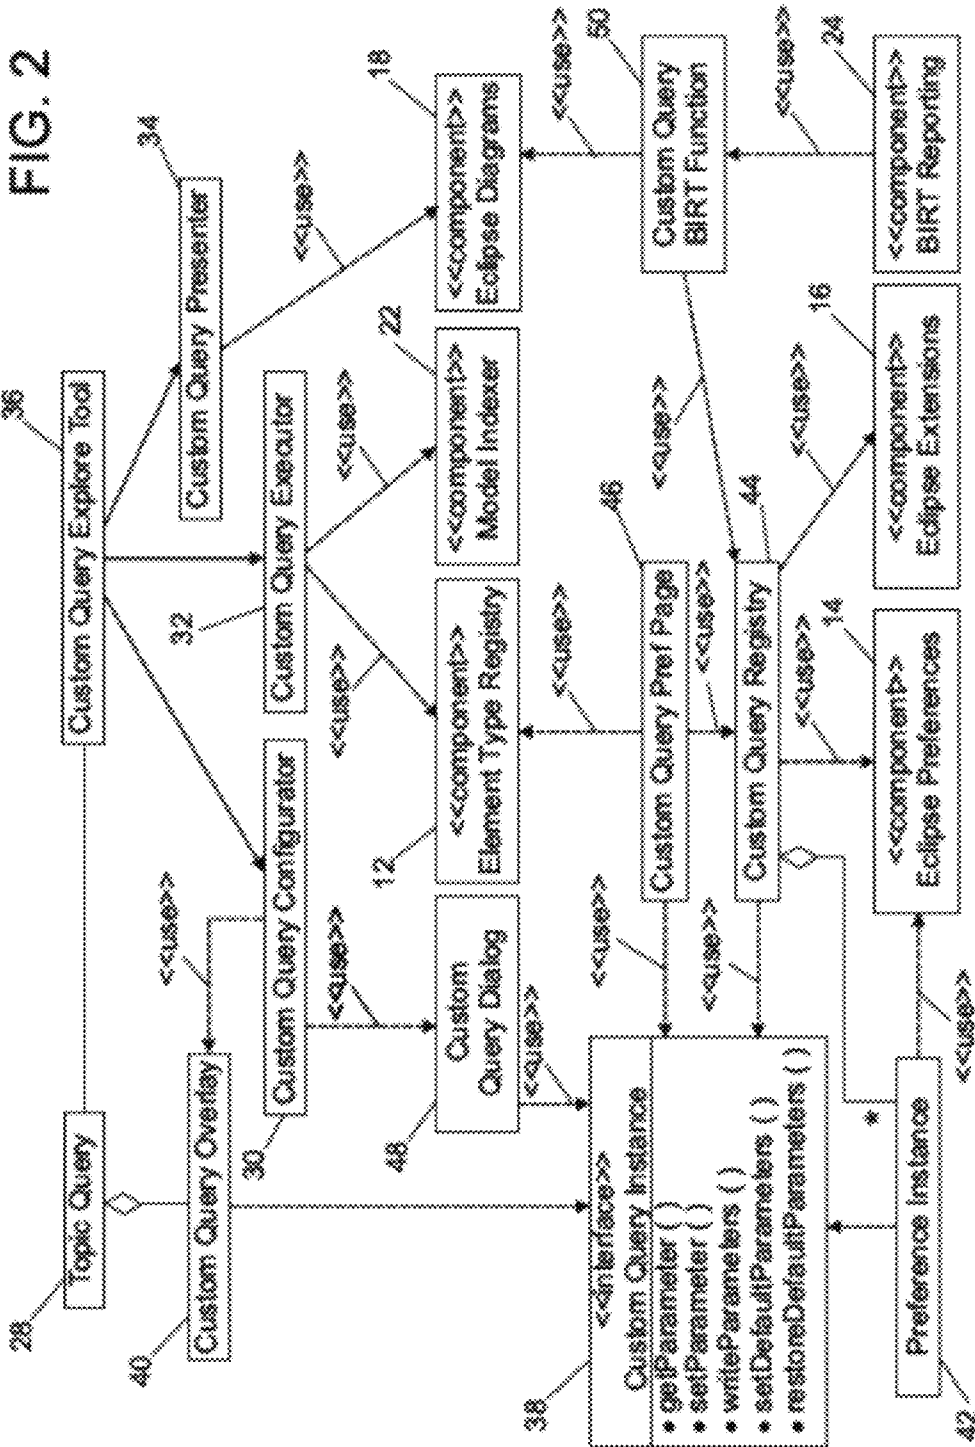 FIG. 2
28
Topic Query
36
Custom Query Explore Tool
34
Custom Query Presenter
40
Custom Query Overlay
<<use>>
<<use>>
30
Custom Query Configurator
32
Custom Query Executor
<<use>>
<<use>>
<<use>>
48
Custom
Query Dialog
12
<<component>>
Element Type Registry
22
<<component>>
Model Indexer
18
<<component>>
Eclipse Diagrams
<<use>>
<<use>>
<<use>>
38
<<interface>>
Custom Query Instance
• getParameter ( )
• setParameter ( )
• writeParameters ( )
• setDefaultParameters ( )
• restoreDefaultParameters ( )
<<use>>
46
Custom Query Pref Page
<<use>>
50
Custom Query
BIRT Function
<<use>>
<<use>>
44
Custom Registry
<<use>>
<<use>>
<<use>>
*
42
Preference Instance
<<use>>
14
<<component>>
Eclipse Preferences
16
<<component>>
Eclipse Extensions
24
<<component>>
BIRT Reporting